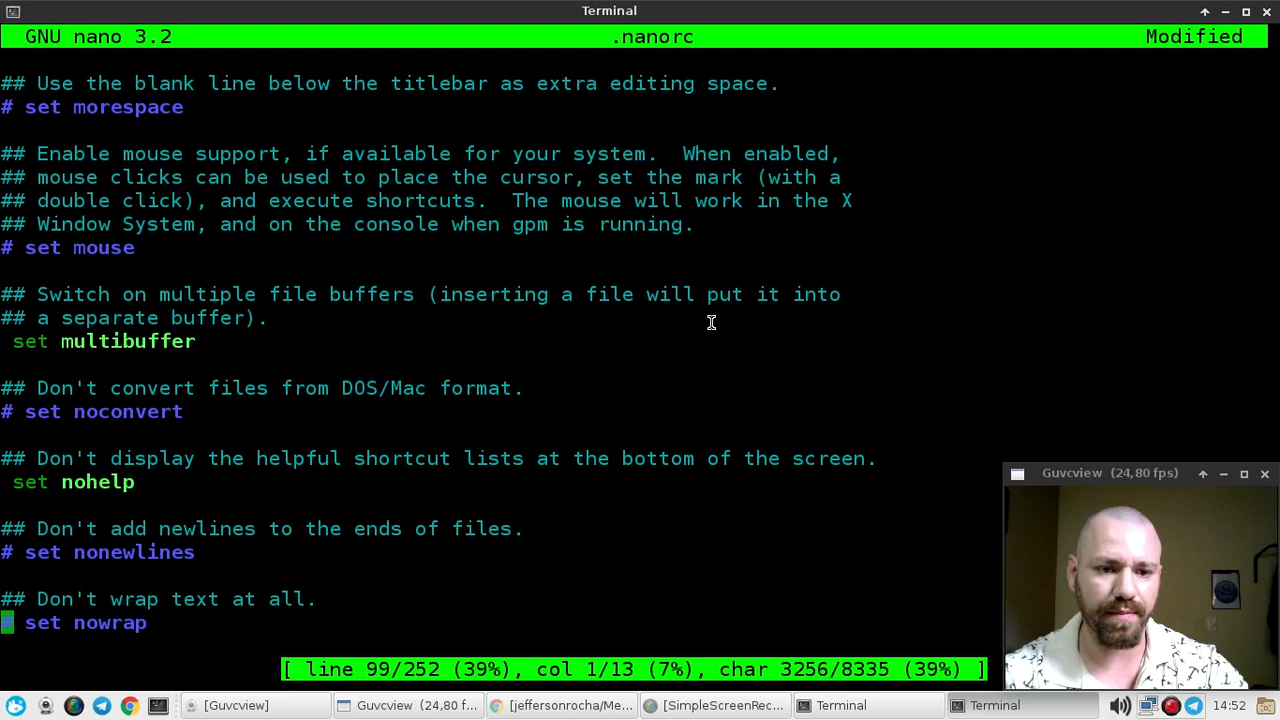 Terminal
GNU nano 3.2 .nanorc Modified
## Use the blank line below the titlebar as extra editing space.
# set morespace
## Enable mouse support, if available for your system.  When enabled,
## mouse clicks can be used to place the cursor, set the mark (with a
## double click), and execute shortcuts.  The mouse will work in the X
## Window System, and on the console when gpm is running.
# set mouse
## Switch on multiple file buffers (inserting a file will put it into
## a separate buffer).
set multibuffer
## Don't convert files from DOS/Mac format.
# set noconvert
## Don't display the helpful shortcut lists at the bottom of the screen.
set nohelp
## Don't add newlines to the ends of files.
# set nonewlines
## Don't wrap text at all.
# set nowrap
[ line 99/252 (39%), col 1/13 (7%), char 3256/8335 (39%) ]
Guvcview (24,80 fps)
[Guvcview] Guvcview (24,80 f... [jeffersonrocha/Me... [SimpleScreenRec... Terminal Terminal 14:52